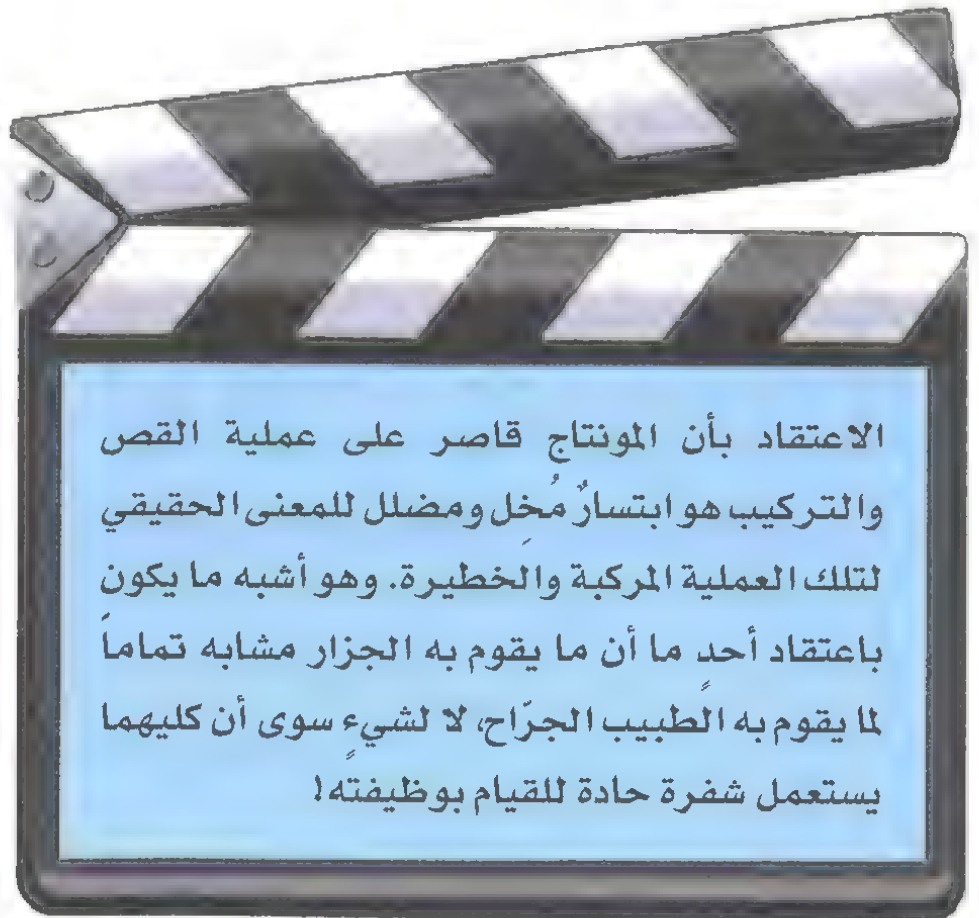 الاعتقاد بأن المونتاج قاصر على عملية القص
والتركيب هو ابتسارٌ مُخِل ومضلل للمعنى الحقيقي
لتلك العملية المركبة والخطيرة. وهو أشبه ما يكون
باعتقاد أحدٍ ما أن ما يقوم به الجزار مشابه تماماً
لما يقوم به الطبيب الجرّاح، لا لشيءٍ سوى أن كليهما
يستعمل شفرة حادة للقيام بوظيفته!